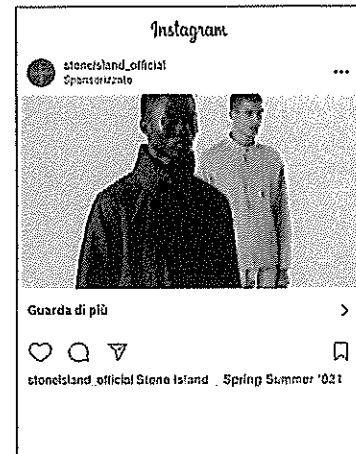 Instagram
stoneisland_official
Sponsorizzato
Guarda di più
stoneisland_official Stone Island _ Spring Summer '021